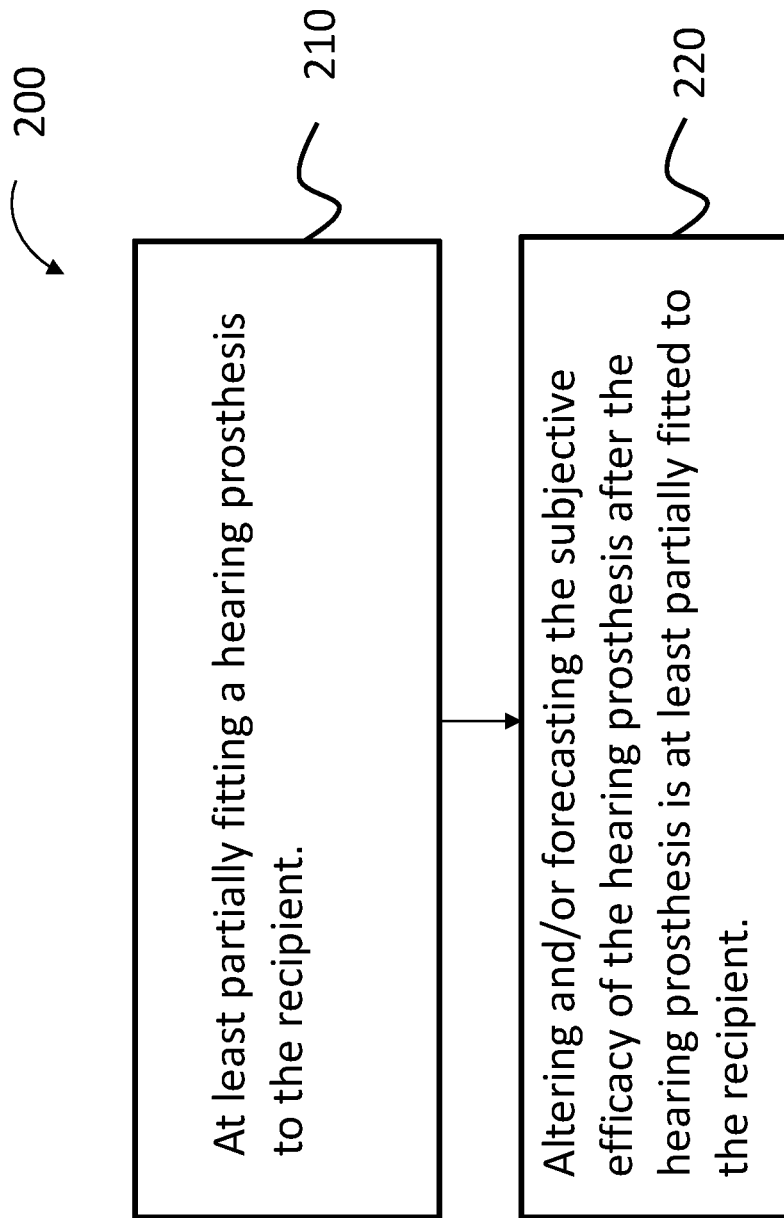 200
At least partially fitting a hearing prosthesis
to the recipient.
210
Altering and/or forecasting the subjective
efficacy of the hearing prosthesis after the
hearing prosthesis is at least partially fitted to
the recipient.
220